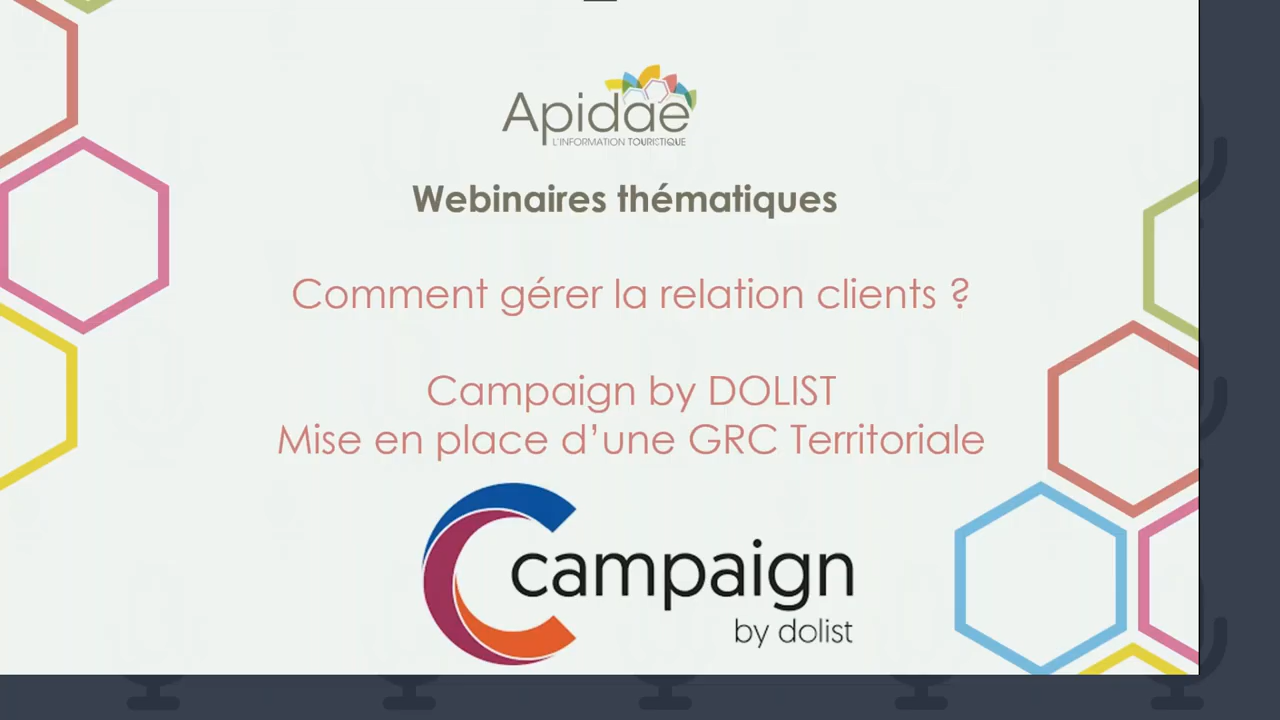 Apidae
L'INFORMATION TOURISTIQUE
Webinaires thématiques
Comment gérer la relation clients ?
Campaign by DOLIST
Mise en place d’une GRC Territoriale
campaign
by dolist